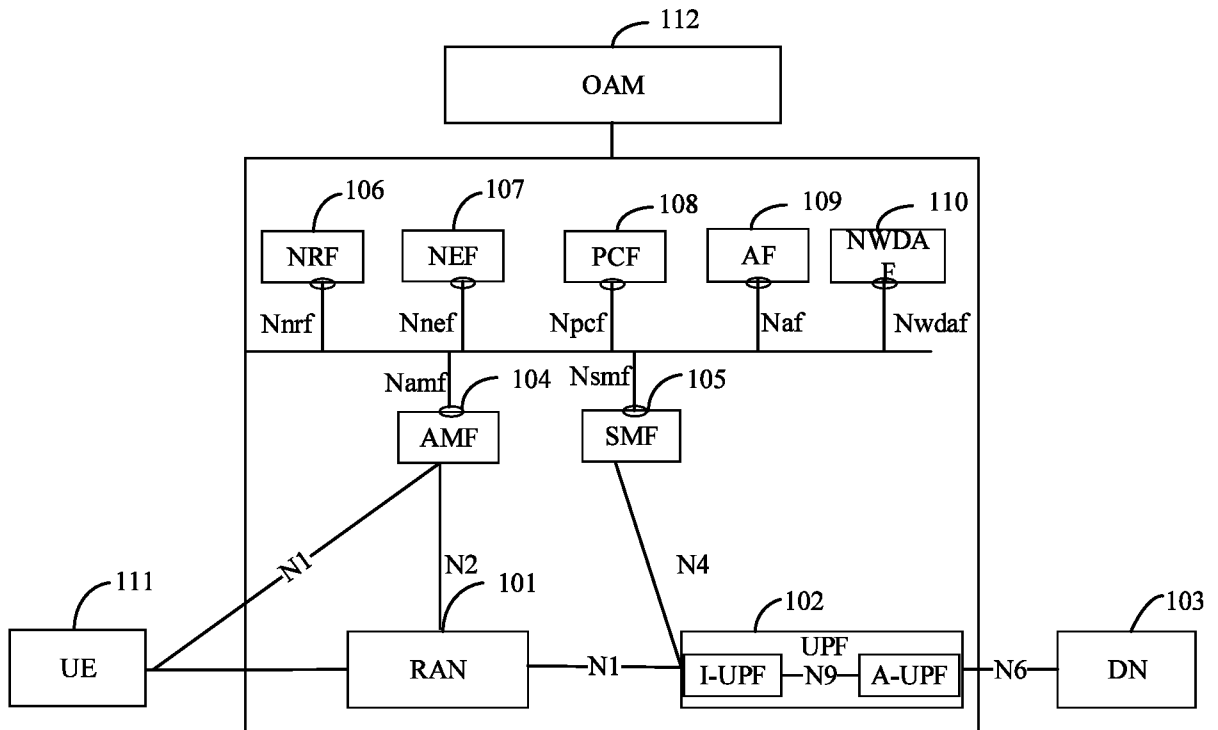 112
OAM
106
107
108
109
110
NRF
NEF
PCF
AF
NWDA
F
Nnrf
Nnef
Npcf
Naf
Nwdaf
Namf
104
Nsmf
105
AMF
SMF
N1
N2
N4
111
101
102
103
UE
RAN
N1
UPF
I-UPF
N9
A-UPF
N6
DN